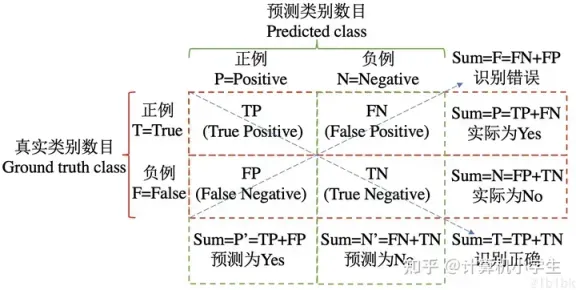 预测类别数目
Predicted class
正例
P=Positive
负例
N=Negative
Sum=F=FN+FP
识别错误
真实类别数目
Ground truth class
正例
T=True
TP
(True Positive)
FN
(False Positive)
Sum=P=TP+FN
实际为Yes
负例
F=False
FP
(False Negative)
TN
(True Negative)
Sum=N=FP+TN
实际为No
Sum=P’=TP+FP
预测为Yes
Sum=N’=FN+TN
预测为No
Sum=T=TP+TN
识别正确
知乎 @计算机小学生